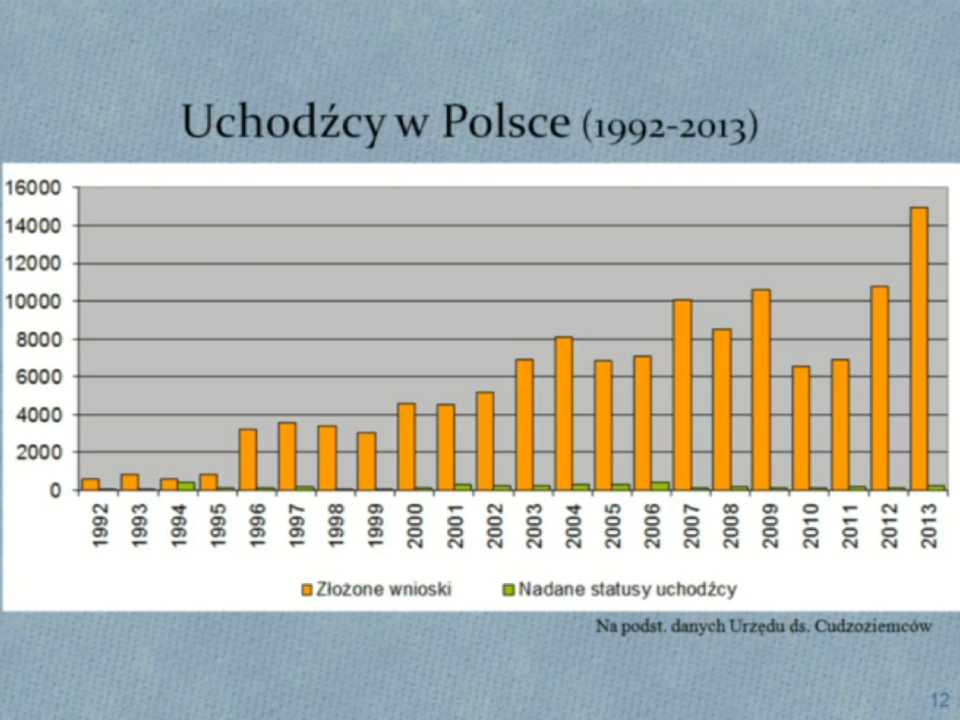 Uchodźcy w Polsce (1992-2013)
16000
14000
12000
10000
8000
6000
4000
2000
0
1992 1993 1994 1995 1996 1997 1998 1999 2000 2001 2002 2003 2004 2005 2006 2007 2008 2009 2010 2011 2012 2013
Złożone wnioski Nadane statusy uchodźcy
Na podst. danych Urzędu ds. Cudzoziemców
12